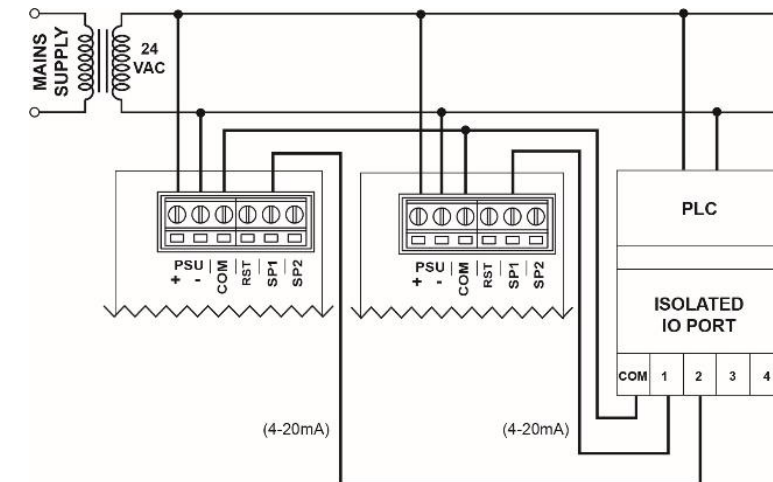 MAINS
SUPPLY
24
VAC
PLC
PSU | COM | RST | SP1 | SP2
+ -
PSU | COM | RST | SP1 | SP2
+ -
ISOLATED
IO PORT
COM 1 2 3 4
(4-20mA)
(4-20mA)